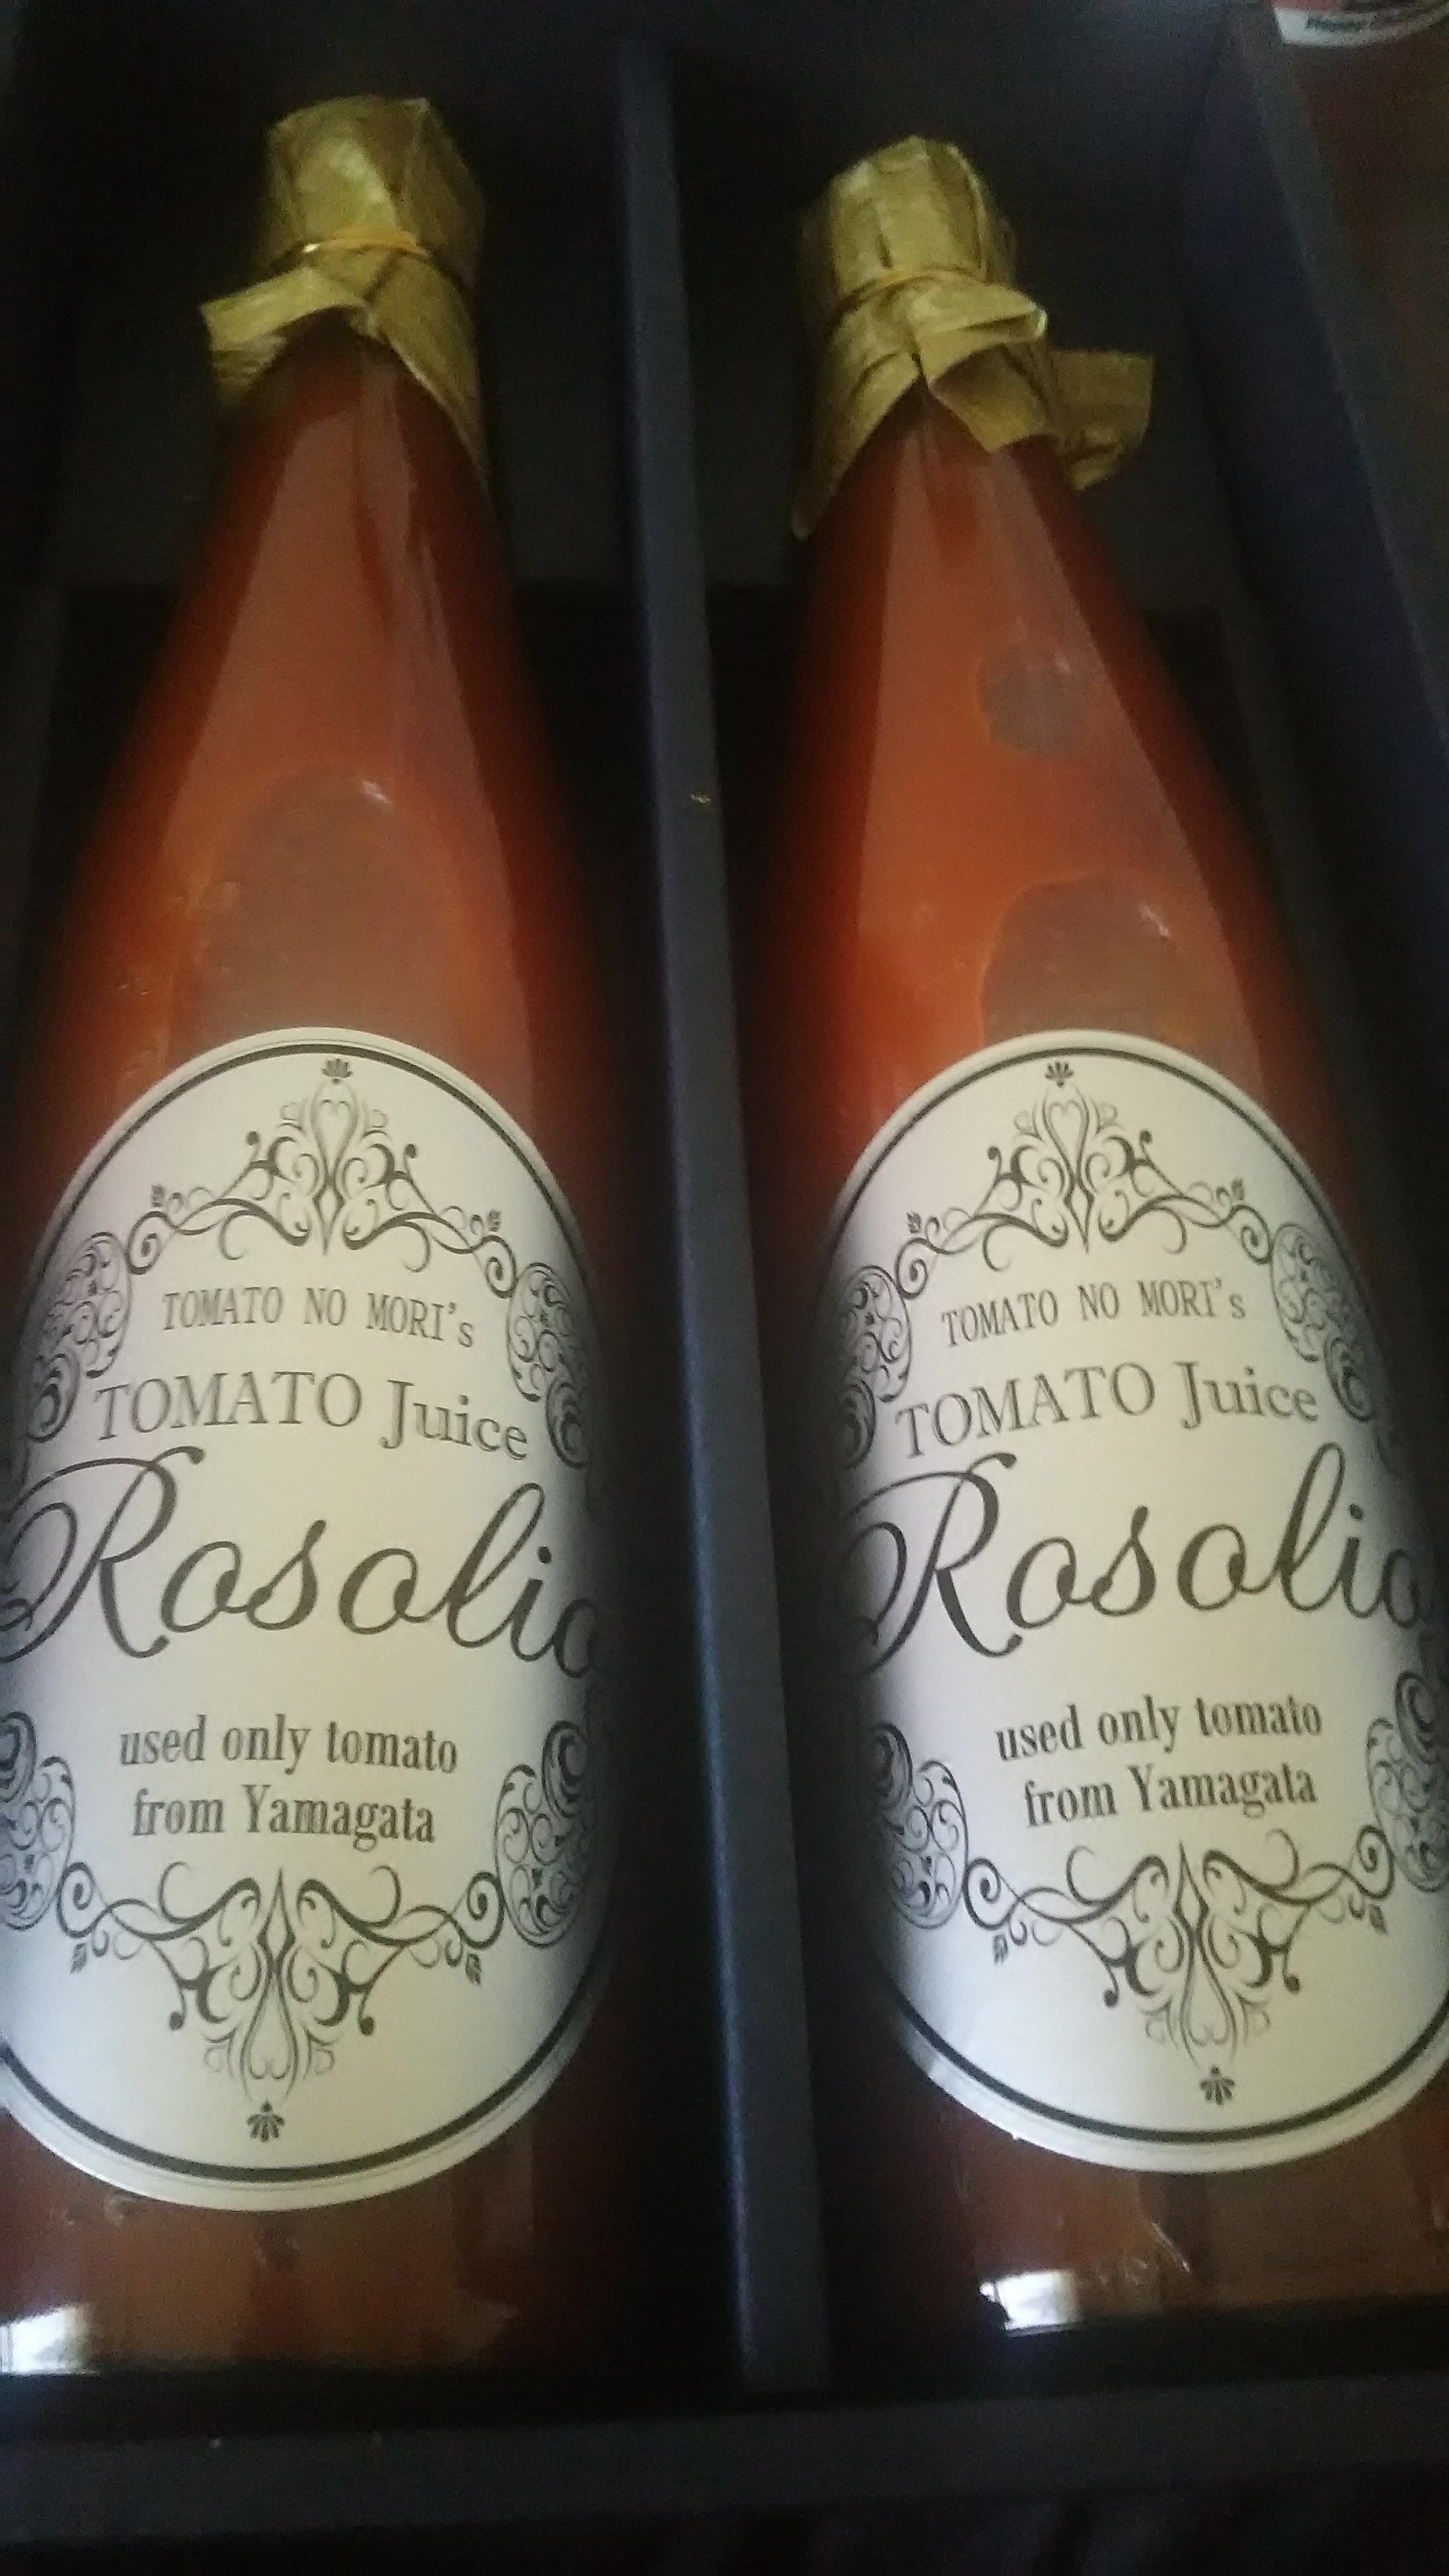 TOMATO NO MORI's
TOMATO Juice
Rosolio
used only tomato
from Yamagata
TOMATO NO MORI's
TOMATO Juice
Rosolio
used only tomato
from Yamagata